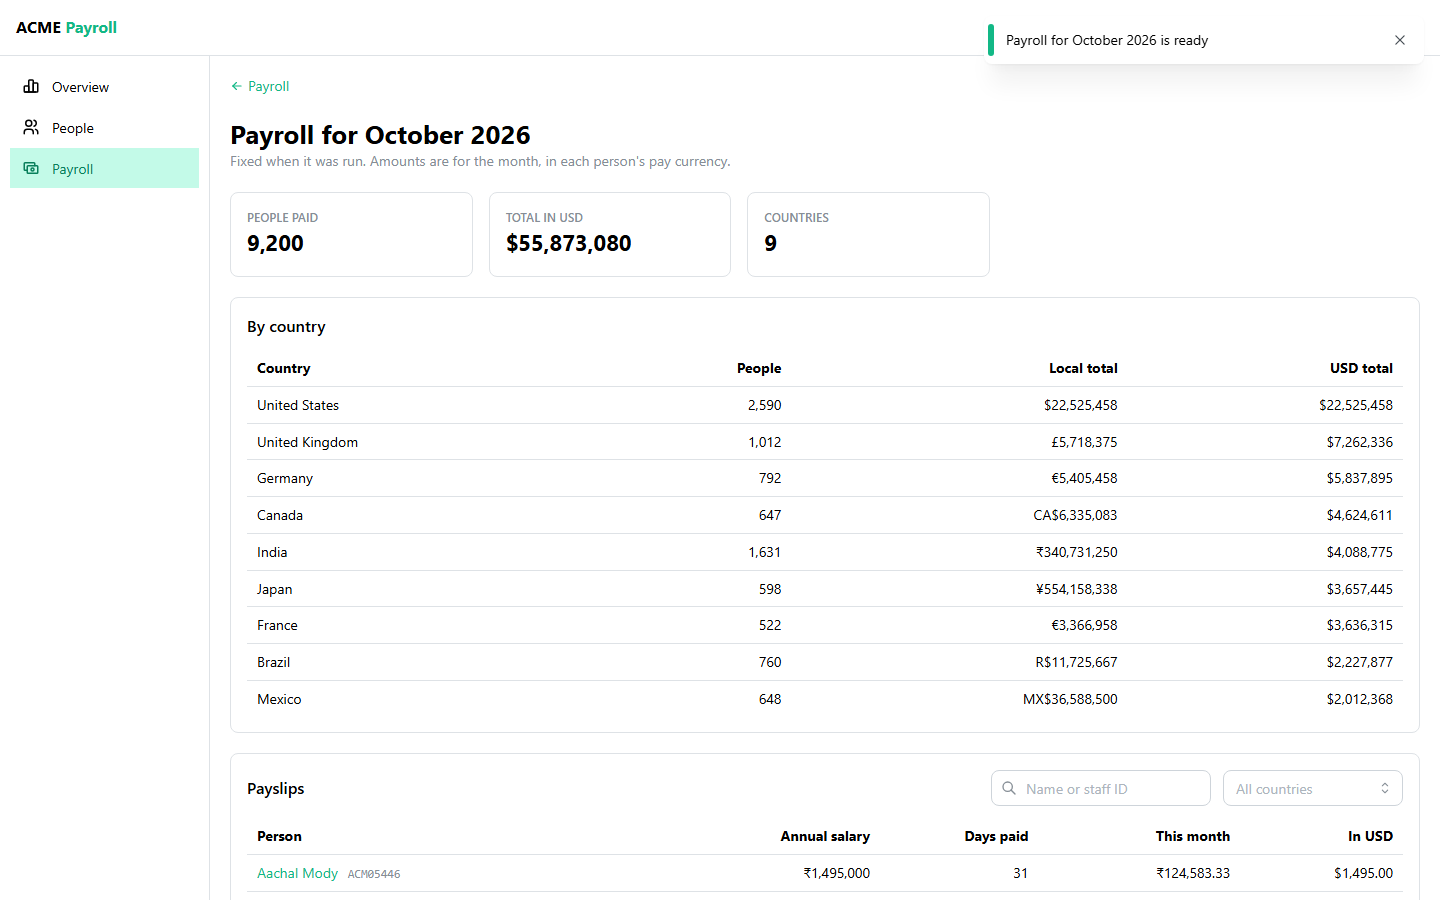 ACME Payroll
Payroll for October 2026 is ready
Overview
People
Payroll
← Payroll
Payroll for October 2026
Fixed when it was run. Amounts are for the month, in each person's pay currency.
PEOPLE PAID
9,200
TOTAL IN USD
$55,873,080
COUNTRIES
9
By country
Country People Local total USD total
United States 2,590 $22,525,458 $22,525,458
United Kingdom 1,012 £5,718,375 $7,262,336
Germany 792 €5,405,458 $5,837,895
Canada 647 CA$6,335,083 $4,624,611
India 1,631 ₹340,731,250 $4,088,775
Japan 598 ¥554,158,338 $3,657,445
France 522 €3,366,958 $3,636,315
Brazil 760 R$11,725,667 $2,227,877
Mexico 648 MX$36,588,500 $2,012,368
Payslips
Name or staff ID
All countries
Person Annual salary Days paid This month In USD
Aachal Mody ACM05446 ₹1,495,000 31 ₹124,583.33 $1,495.00